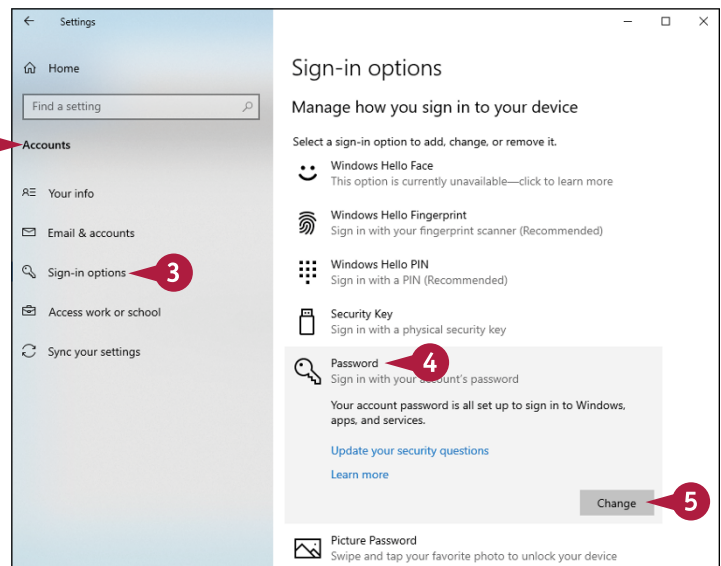 Settings
Home
Find a setting
Accounts
Your info
Email & accounts
Sign-in options
3
Access work or school
Sync your settings
Sign-in options
Manage how you sign in to your device
Select a sign-in option to add, change, or remove it.
Windows Hello Face
This option is currently unavailable—click to learn more
Windows Hello Fingerprint
Sign in with your fingerprint scanner (Recommended)
Windows Hello PIN
Sign in with a PIN (Recommended)
Security Key
Sign in with a physical security key
Password
4
Sign in with your account's password
Your account password is all set up to sign in to Windows,
apps, and services.
Update your security questions
Learn more
Change
5
Picture Password
Swipe and tap your favorite photo to unlock your device